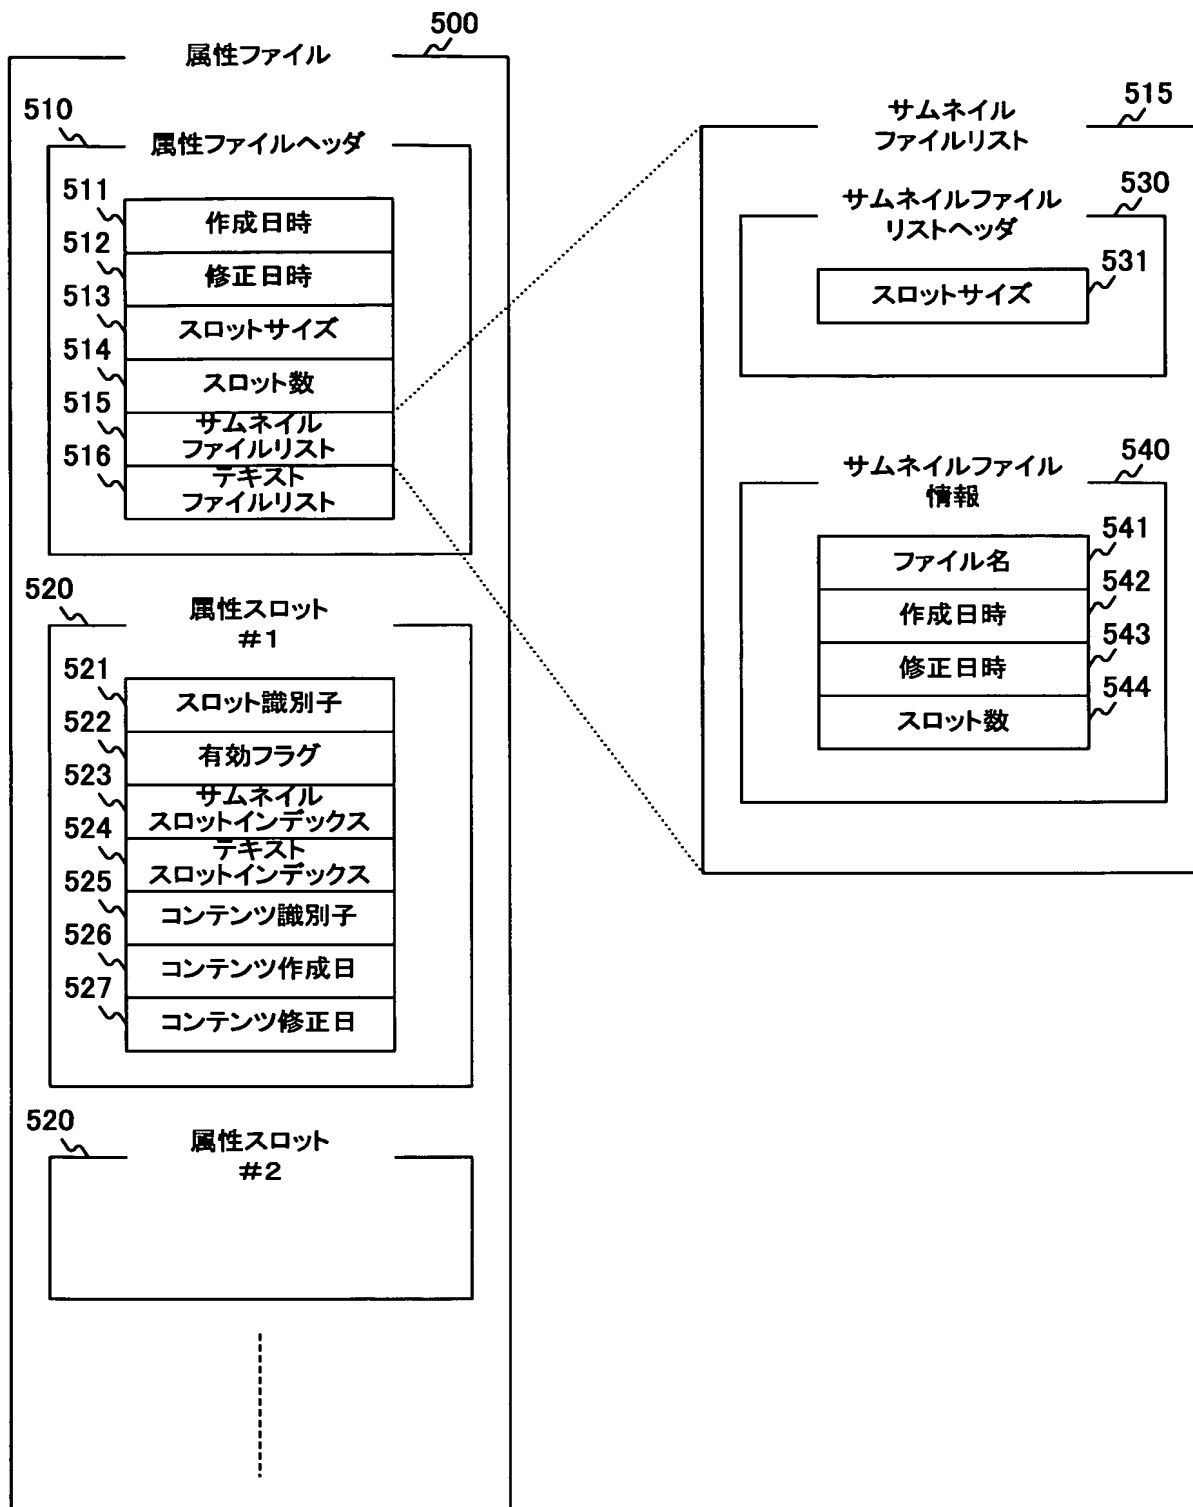 500
属性ファイル
510
属性ファイルヘッダ
511
作成日時
512
修正日時
513
スロットサイズ
514
スロット数
515
サムネイル
ファイルリスト
516
テキスト
ファイルリスト
520
属性スロット
#1
521
スロット識別子
522
有効フラグ
523
サムネイル
スロットインデックス
524
テキスト
スロットインデックス
525
コンテンツ識別子
526
コンテンツ作成日
527
コンテンツ修正日
520
属性スロット
#2
515
サムネイル
ファイルリスト
530
サムネイルファイル
リストヘッダ
531
スロットサイズ
540
サムネイルファイル
情報
541
ファイル名
542
作成日時
543
修正日時
544
スロット数